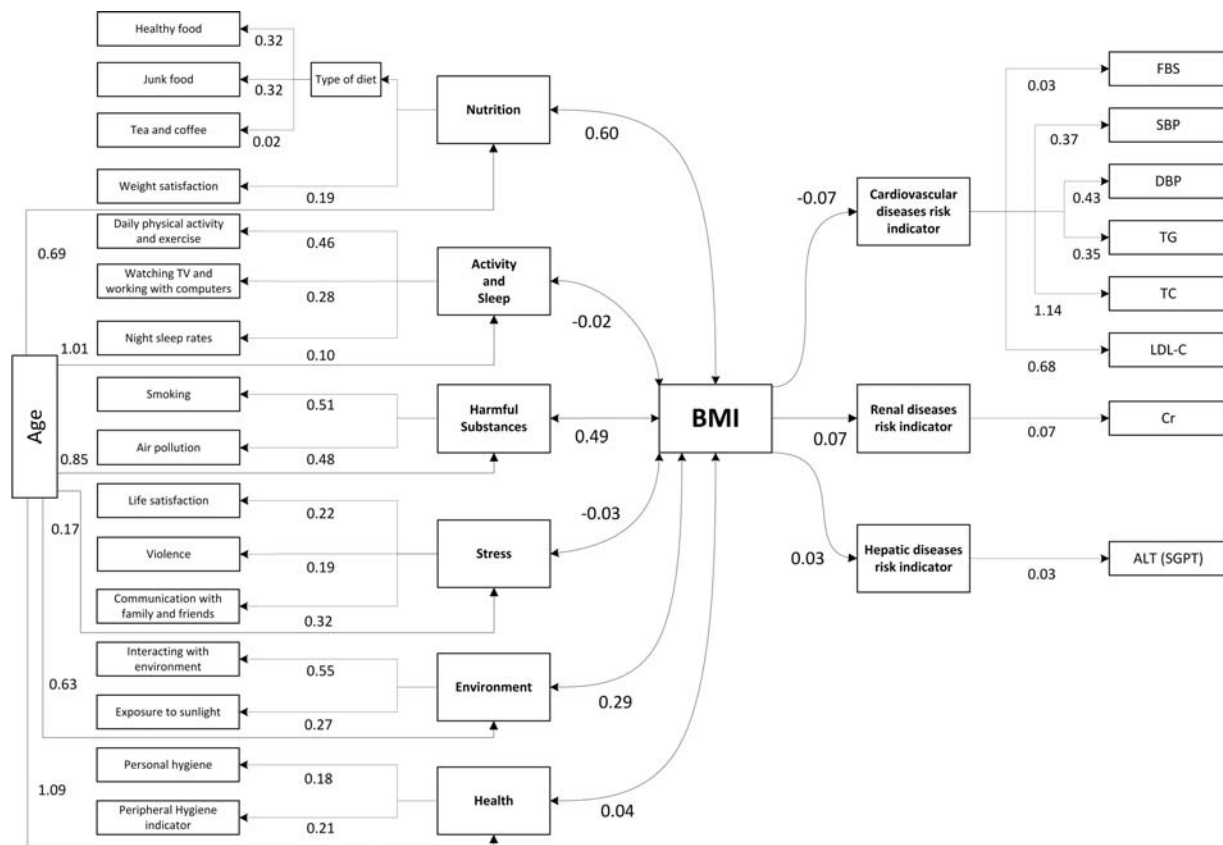 Healthy food
0.32
Junk food
0.32
Type of diet
Tea and coffee
0.02
Weight satisfaction
0.19
Nutrition
0.60
0.69
Daily physical activity
and exercise
0.46
Watching TV and
working with computers
0.28
Night sleep rates
0.10
Activity
and
Sleep
-0.02
1.01
Age
Smoking
0.51
Air pollution
0.48
Harmful
Substances
0.49
0.85
Life satisfaction
0.22
Violence
0.19
Communication with
family and friends
0.32
Stress
-0.03
0.17
Interacting with
environment
0.55
Exposure to sunlight
0.27
Environment
0.29
0.63
Personal hygiene
0.18
Peripheral Hygiene
indicator
0.21
Health
0.04
1.09
BMI
-0.07
Cardiovascular
diseases risk
indicator
0.03
FBS
0.37
SBP
0.43
DBP
0.35
TG
1.14
TC
0.68
LDL-C
0.07
Renal diseases
risk indicator
0.07
Cr
0.03
Hepatic diseases
risk indicator
0.03
ALT (SGPT)